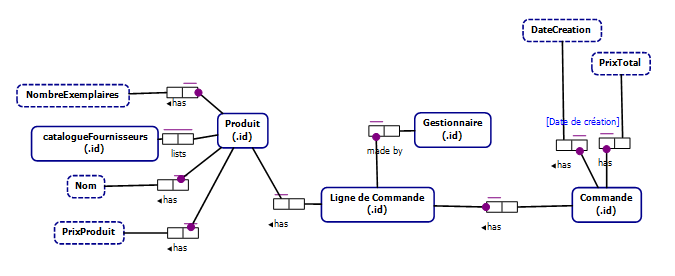 DateCreation
PrixTotal
NombreExemplaires
◄has
Produit
(.id)
Gestionnaire
(.id)
[Date de création]
catalogueFournisseurs
(.id)
lists
made by
◄has
has
Nom
◄has
Ligne de Commande
(.id)
Commande
(.id)
PrixProduit
◄has
◄has
◄has